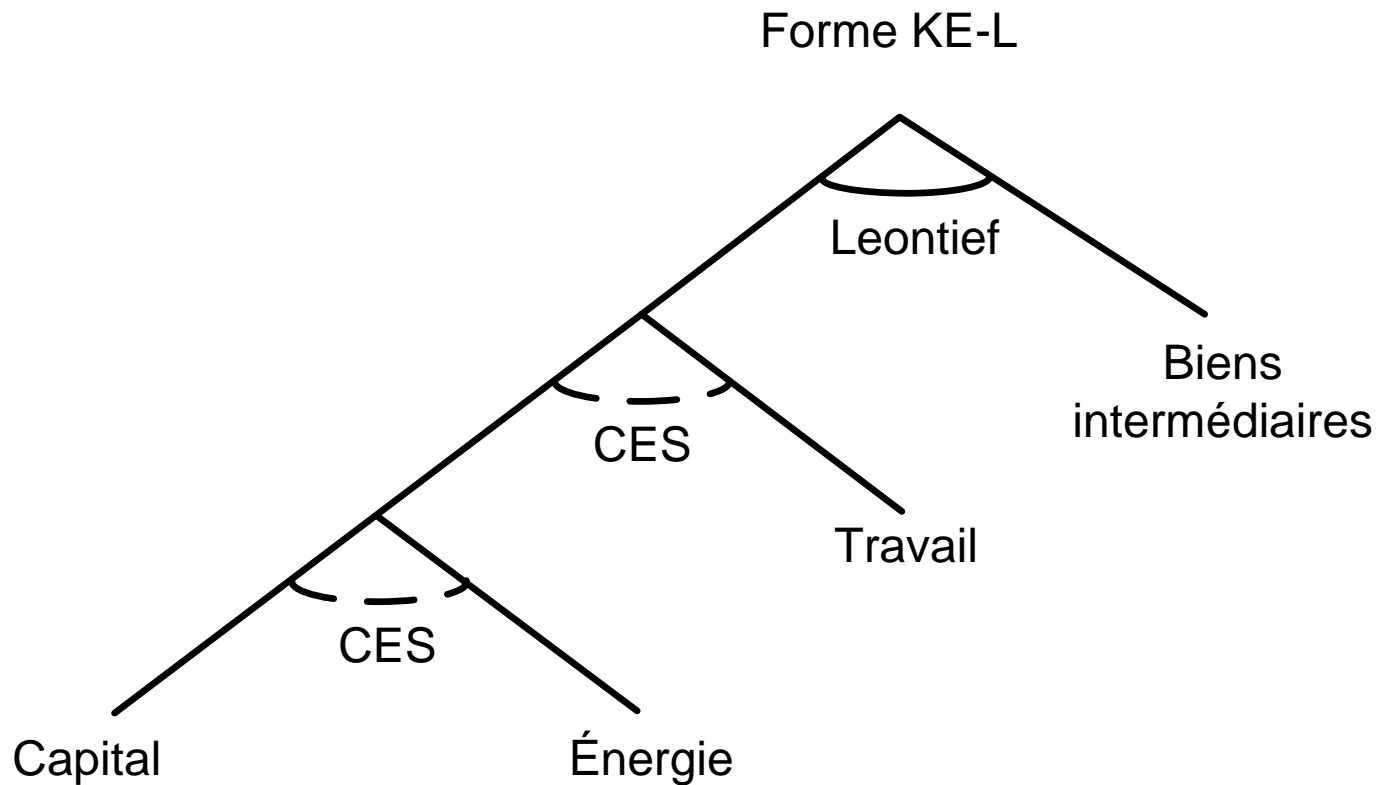 Forme KE-L
Leontief
Biens
intermédiaires
CES
Travail
CES
Capital
Énergie